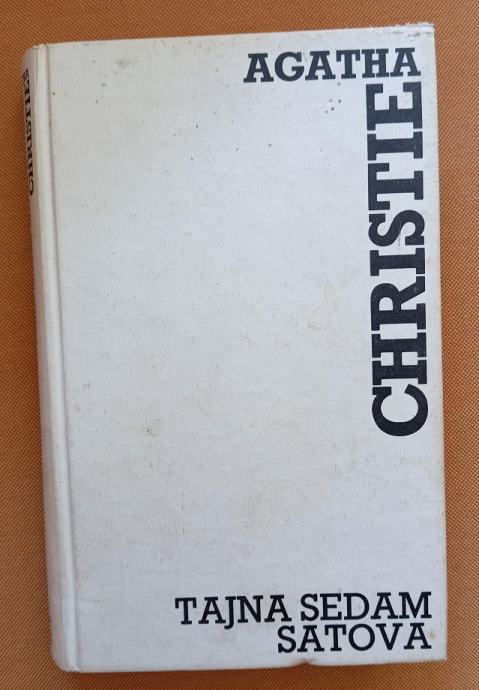 AGATHA
CHRISTIE
TAJNA SEDAM
SATOVA
CHRISTIE